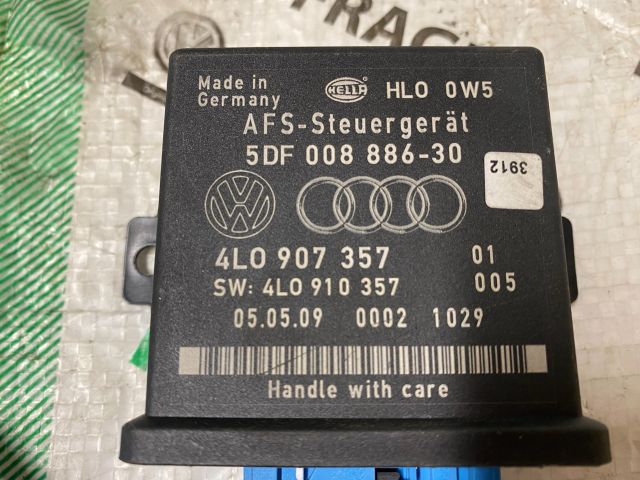 FRAG
Made in
Germany
HELLA
HLO 0W5
AFS-Steuergerät
5DF 008 886-30
3912
4L0 907 357 01
SW: 4L0 910 357 005
05.05.09 0002 1029
Handle with care